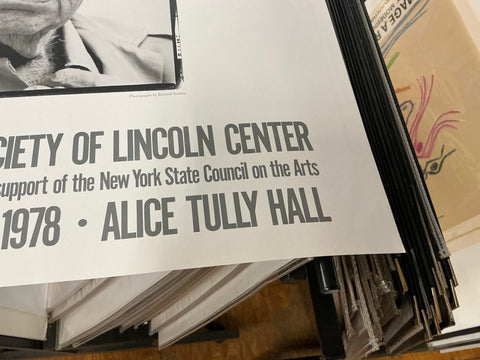 Photography by Richard Avedon
CIETY OF LINCOLN CENTER
support of the New York State Council on the Arts
1978 • ALICE TULLY HALL